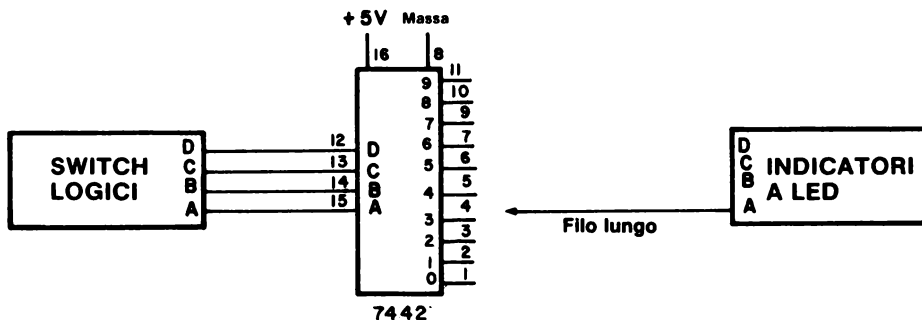 +5V Massa
16 8
SWITCH LOGICI
D
C
B
A
12
13
14
15
D
C
B
A
9 11
8 10
7 9
6 7
5 6
4 5
3 4
2 3
1 2
0 1
7442
Filo lungo
D
C
B
A
INDICATORI
A LED